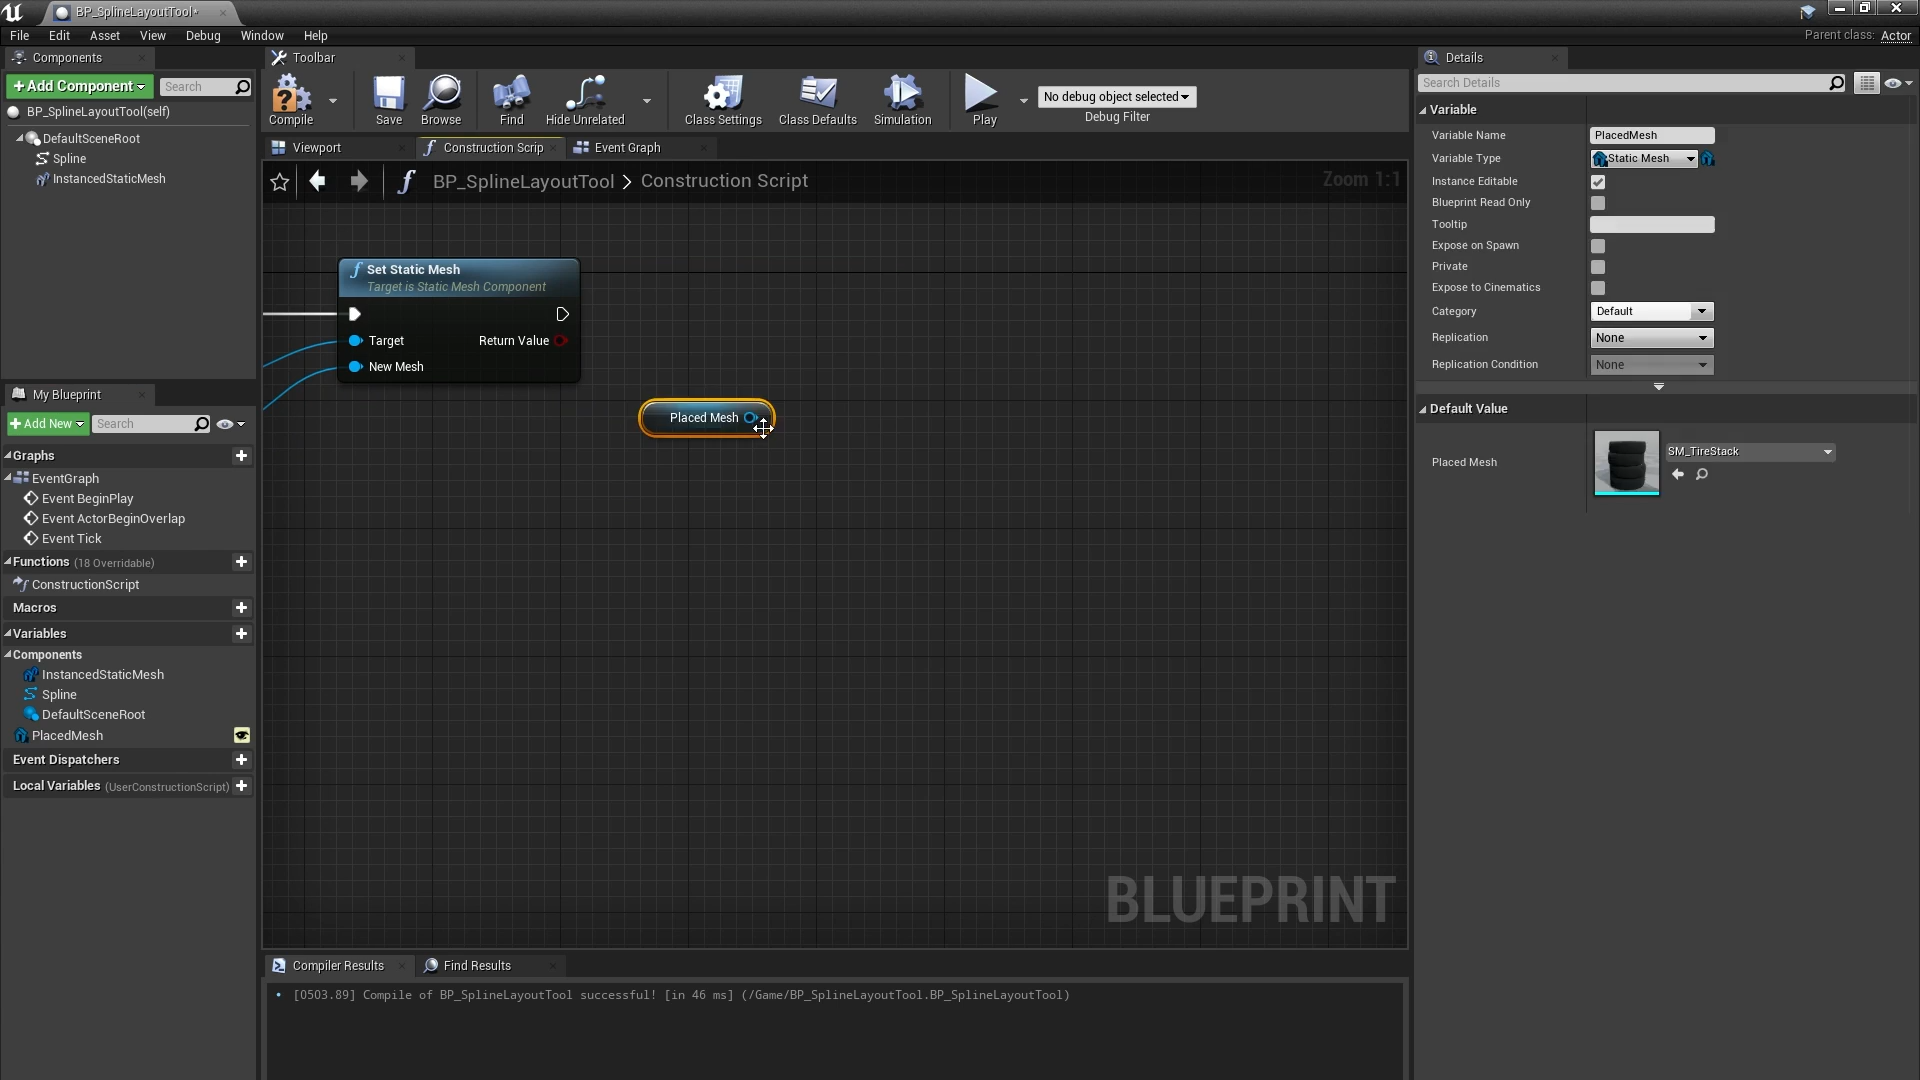 BP_SplineLayoutTool*
File Edit Asset View Debug Window Help
Parent class: Actor
Components
+Add Component
Search
BP_SplineLayoutTool(self)
DefaultSceneRoot
Spline
InstancedStaticMesh
My Blueprint
+Add New
Search
Graphs
EventGraph
Event BeginPlay
Event ActorBeginOverlap
Event Tick
Functions (18 Overridable)
ConstructionScript
Macros
Variables
Components
InstancedStaticMesh
Spline
DefaultSceneRoot
PlacedMesh
Event Dispatchers
Local Variables (UserConstructionScript)
Toolbar
Compile
Save
Browse
Find
Hide Unrelated
Class Settings
Class Defaults
Simulation
Play
No debug object selected
Debug Filter
Viewport
Construction Scrip
Event Graph
BP_SplineLayoutTool > Construction Script
Zoom 1:1
Set Static Mesh
Target is Static Mesh Component
Target
Return Value
New Mesh
Placed Mesh
BLUEPRINT
Compiler Results
Find Results
[0503.89] Compile of BP_SplineLayoutTool successful! [in 46 ms] (/Game/BP_SplineLayoutTool.BP_SplineLayoutTool)
Details
Search Details
Variable
Variable Name PlacedMesh
Variable Type Static Mesh
Instance Editable
Blueprint Read Only
Tooltip
Expose on Spawn
Private
Expose to Cinematics
Category Default
Replication None
Replication Condition None
Default Value
Placed Mesh
SM_TireStack